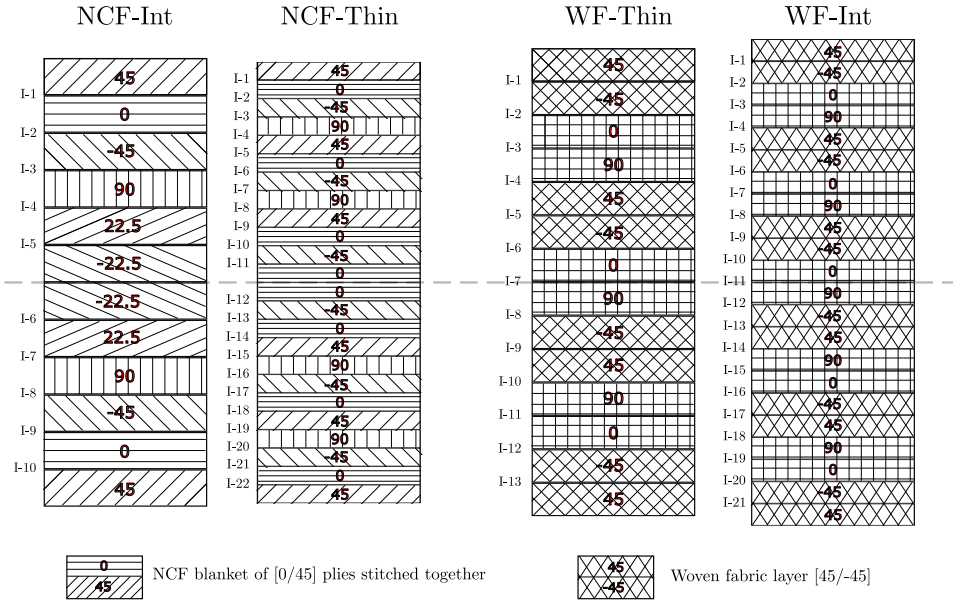 NCF-Int
45
I-1
0
I-2
-45
I-3
90
I-4
22.5
I-5
-22.5
-22.5
I-6
22.5
I-7
90
I-8
-45
I-9
0
I-10
45
NCF-Thin
45
I-1
0
I-2
-45
I-3
90
I-4
45
I-5
0
I-6
-45
I-7
90
I-8
45
I-9
0
I-10
-45
I-11
0
0
I-12
-45
I-13
0
I-14
45
I-15
90
I-16
-45
I-17
0
I-18
45
I-19
90
I-20
-45
I-21
0
I-22
45
WF-Thin
45
I-1
-45
I-2
0
I-3
90
I-4
45
I-5
-45
I-6
0
I-7
90
I-8
-45
I-9
45
I-10
90
I-11
0
I-12
-45
I-13
45
WF-Int
45
I-1
-45
I-2
0
I-3
90
I-4
45
I-5
-45
I-6
0
I-7
90
I-8
45
I-9
-45
I-10
0
I-11
90
I-12
-45
I-13
45
I-14
90
I-15
0
I-16
-45
I-17
45
I-18
90
I-19
0
I-20
-45
I-21
45
0
45
NCF blanket of [0/45] plies stitched together
45
-45
Woven fabric layer [45/-45]